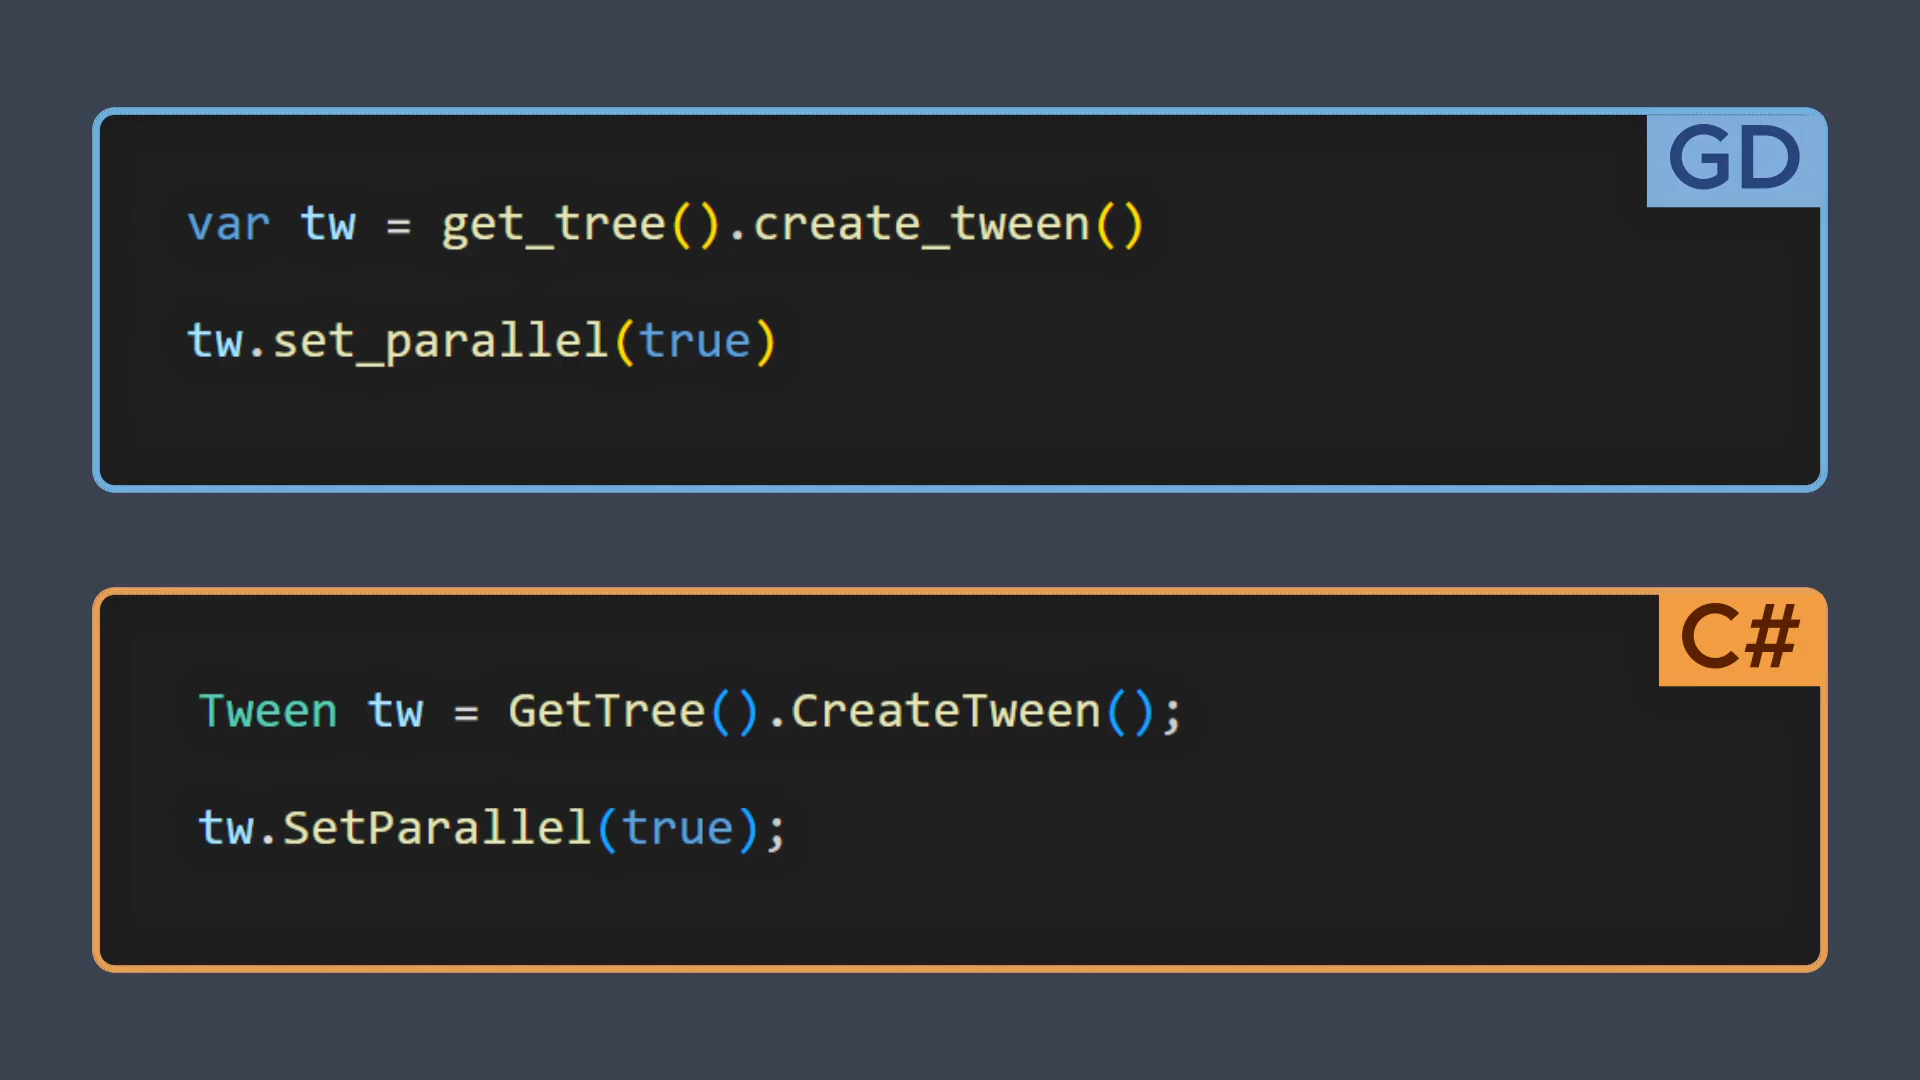 GD
var tw = get_tree().create_tween()
tw.set_parallel(true)
C#
Tween tw = GetTree().CreateTween();
tw.SetParallel(true);